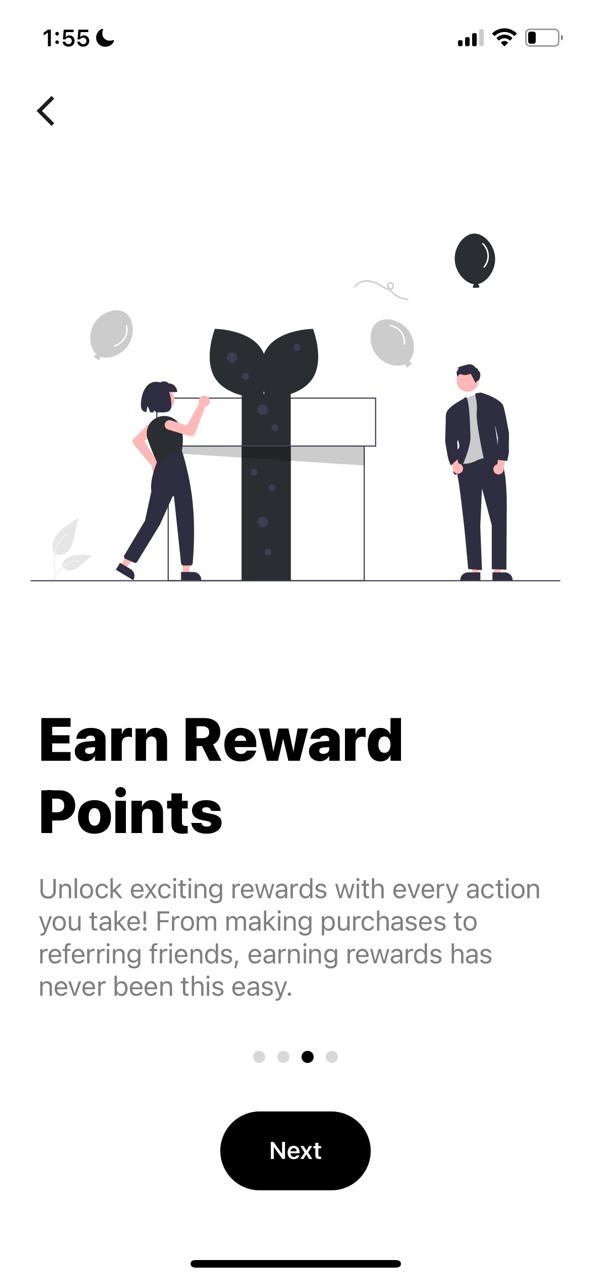 1:55
Earn Reward
Points
Unlock exciting rewards with every action
you take! From making purchases to
referring friends, earning rewards has
never been this easy.
Next